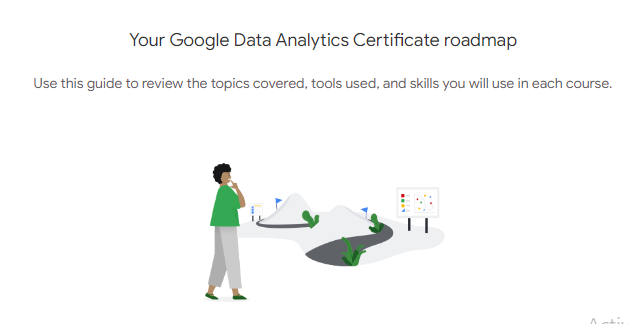 Your Google Data Analytics Certificate roadmap
Use this guide to review the topics covered, tools used, and skills you will use in each course.